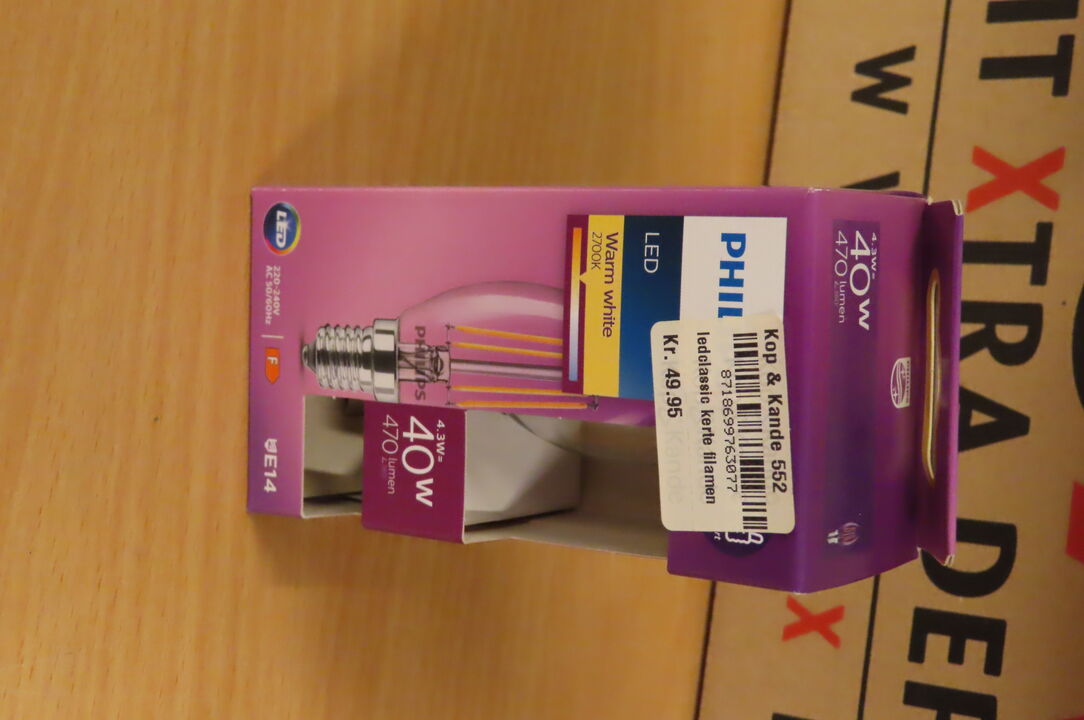 4.3W=
40W
470 lumen
PHIL
LED
Warm white
2700K
Kop & Kande 552
8718699763077
ledclassic kerte filamen
Kr. 49.95
PHILIPS
4.3W=
40W
470 lumen
LED
220-240V
AC 50/60Hz
F
E14
W
XTRA
X